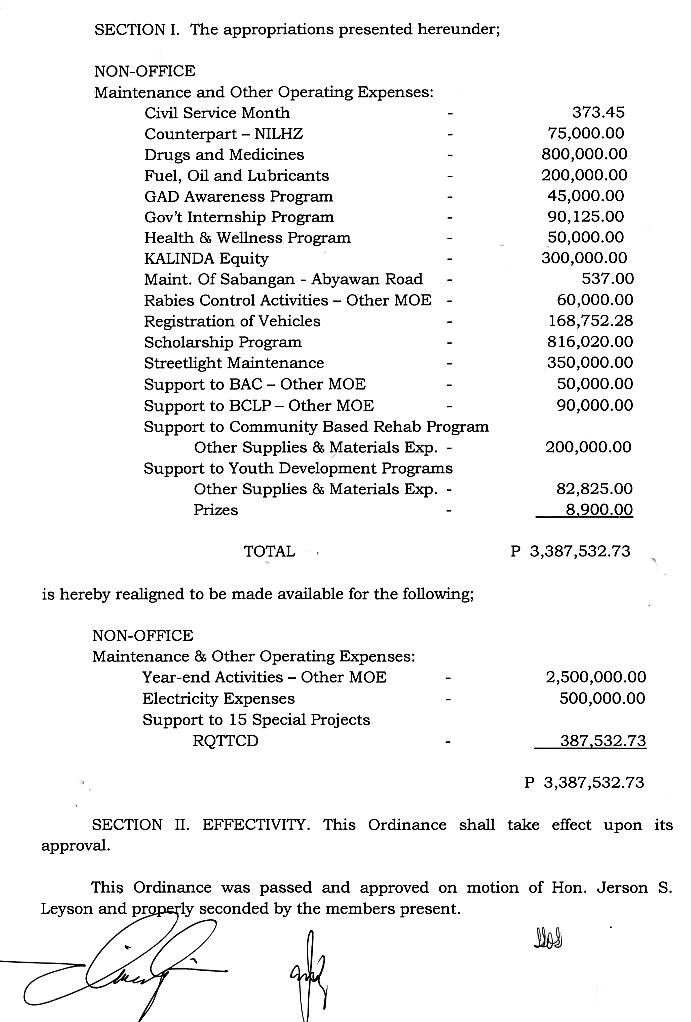 SECTION I. The appropriations presented hereunder;
NON-OFFICE
Maintenance and Other Operating Expenses:
Civil Service Month - 373.45
Counterpart – NILHZ - 75,000.00
Drugs and Medicines - 800,000.00
Fuel, Oil and Lubricants - 200,000.00
GAD Awareness Program - 45,000.00
Gov't Internship Program - 90,125.00
Health & Wellness Program - 50,000.00
KALINDA Equity - 300,000.00
Maint. Of Sabangan - Abyawan Road - 537.00
Rabies Control Activities – Other MOE - 60,000.00
Registration of Vehicles - 168,752.28
Scholarship Program - 816,020.00
Streetlight Maintenance - 350,000.00
Support to BAC – Other MOE - 50,000.00
Support to BCLP – Other MOE - 90,000.00
Support to Community Based Rehab Program
Other Supplies & Materials Exp. - 200,000.00
Support to Youth Development Programs
Other Supplies & Materials Exp. - 82,825.00
Prizes - 8,900.00
TOTAL P 3,387,532.73
is hereby realigned to be made available for the following;
NON-OFFICE
Maintenance & Other Operating Expenses:
Year-end Activities – Other MOE - 2,500,000.00
Electricity Expenses - 500,000.00
Support to 15 Special Projects
RQTTCD - 387,532.73
P 3,387,532.73
SECTION II. EFFECTIVITY. This Ordinance shall take effect upon its
approval.
This Ordinance was passed and approved on motion of Hon. Jerson S.
Leyson and properly seconded by the members present.